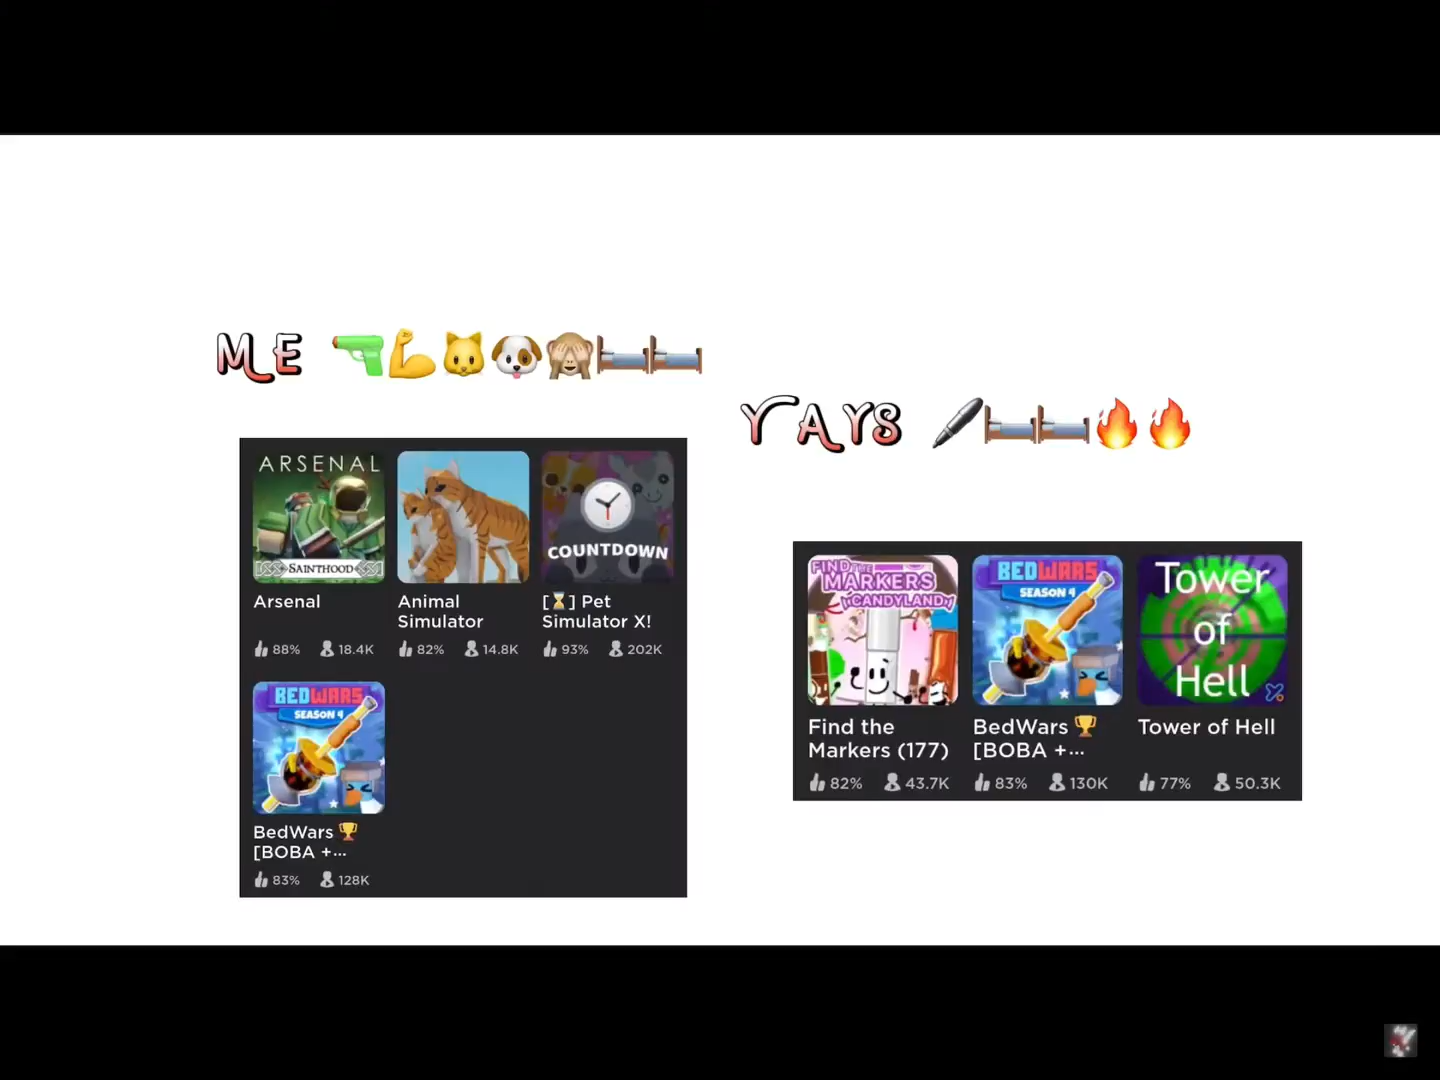 ME 🔫💪🐱🐶🙈🛏️🛏️
ARSENAL
SAINTHOOD
Arsenal
88% 18.4K
Animal
Simulator
82% 14.8K
COUNTDOWN
[⏳] Pet
Simulator X!
93% 202K
BEDWARS
SEASON 4
BedWars 🏆
[BOBA +...
83% 128K
YAYS 🖊️🛏️🛏️🔥🔥
FIND THE
MARKERS
(CANDYLAND)
Find the
Markers (177)
82% 43.7K
BEDWARS
SEASON 4
BedWars 🏆
[BOBA +...
83% 130K
Tower
of
Hell
Tower of Hell
77% 50.3K